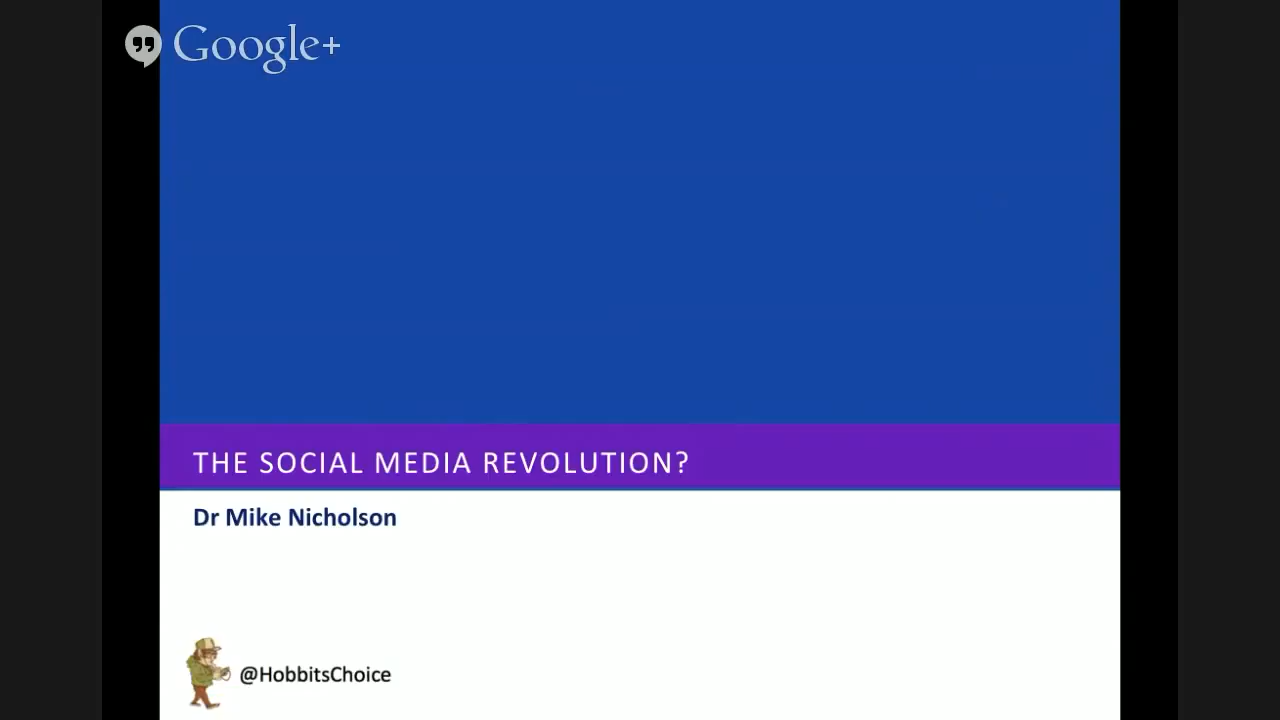 Google+
THE SOCIAL MEDIA REVOLUTION?
Dr Mike Nicholson
@HobbitsChoice